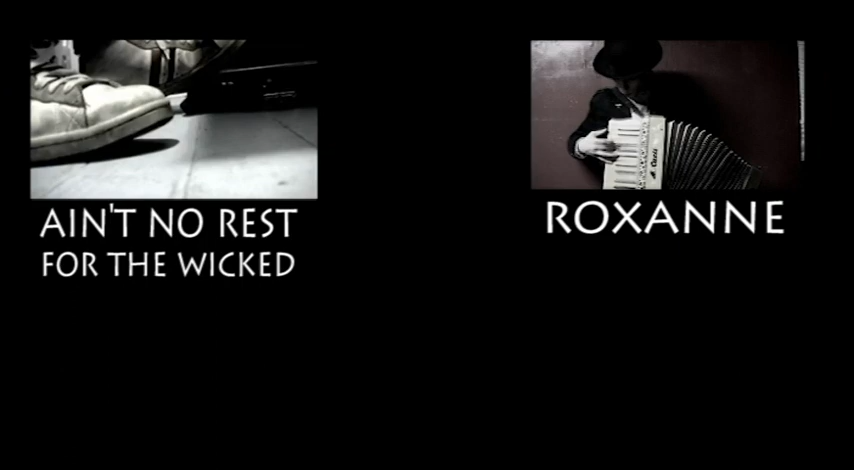 AIN'T NO REST
FOR THE WICKED
ROXANNE